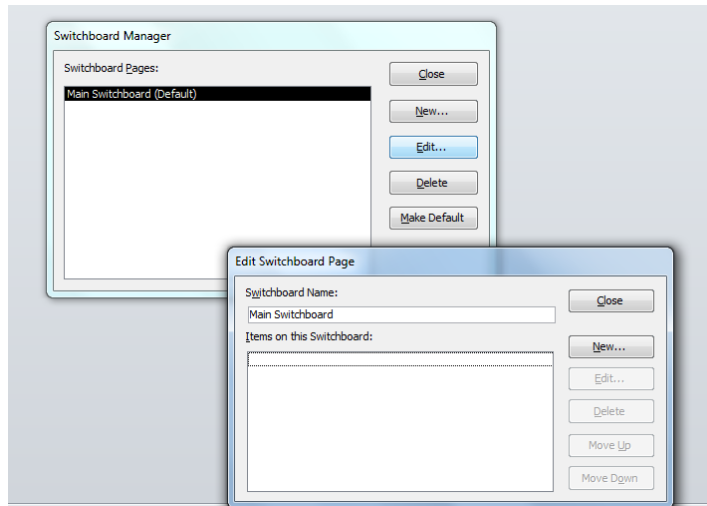 Switchboard Manager
Switchboard Pages:
Main Switchboard (Default)
Close
New...
Edit...
Delete
Make Default
Edit Switchboard Page
Switchboard Name:
Main Switchboard
Items on this Switchboard:
Close
New...
Edit...
Delete
Move Up
Move Down